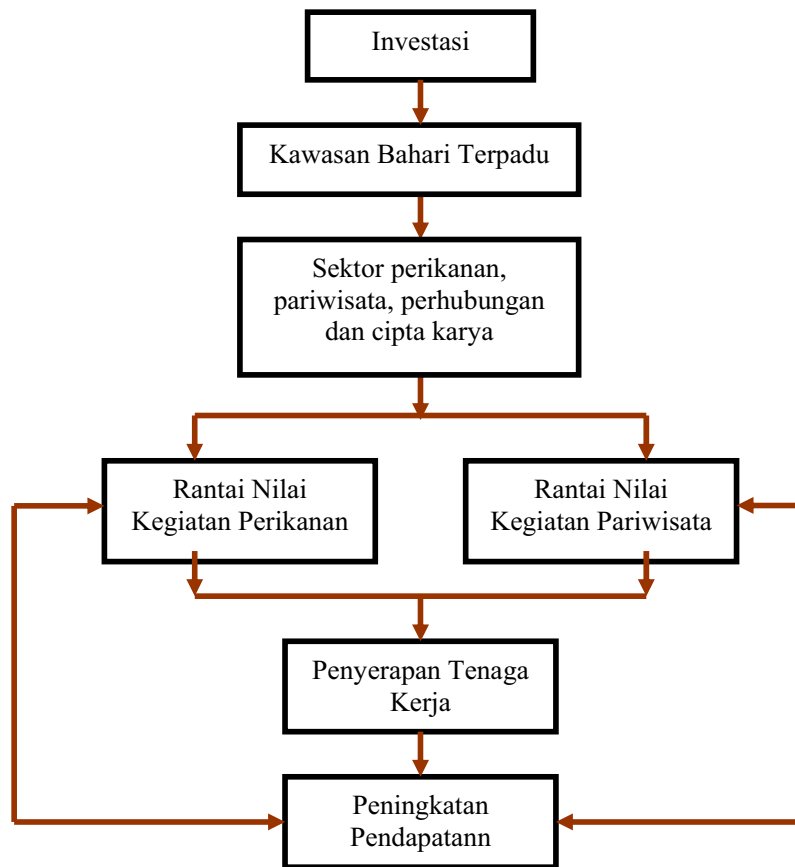 Investasi
Kawasan Bahari Terpadu
Sektor perikanan,
pariwisata, perhubungan
dan cipta karya
Rantai Nilai
Kegiatan Perikanan
Rantai Nilai
Kegiatan Pariwisata
Penyerapan Tenaga
Kerja
Peningkatan
Pendapatann